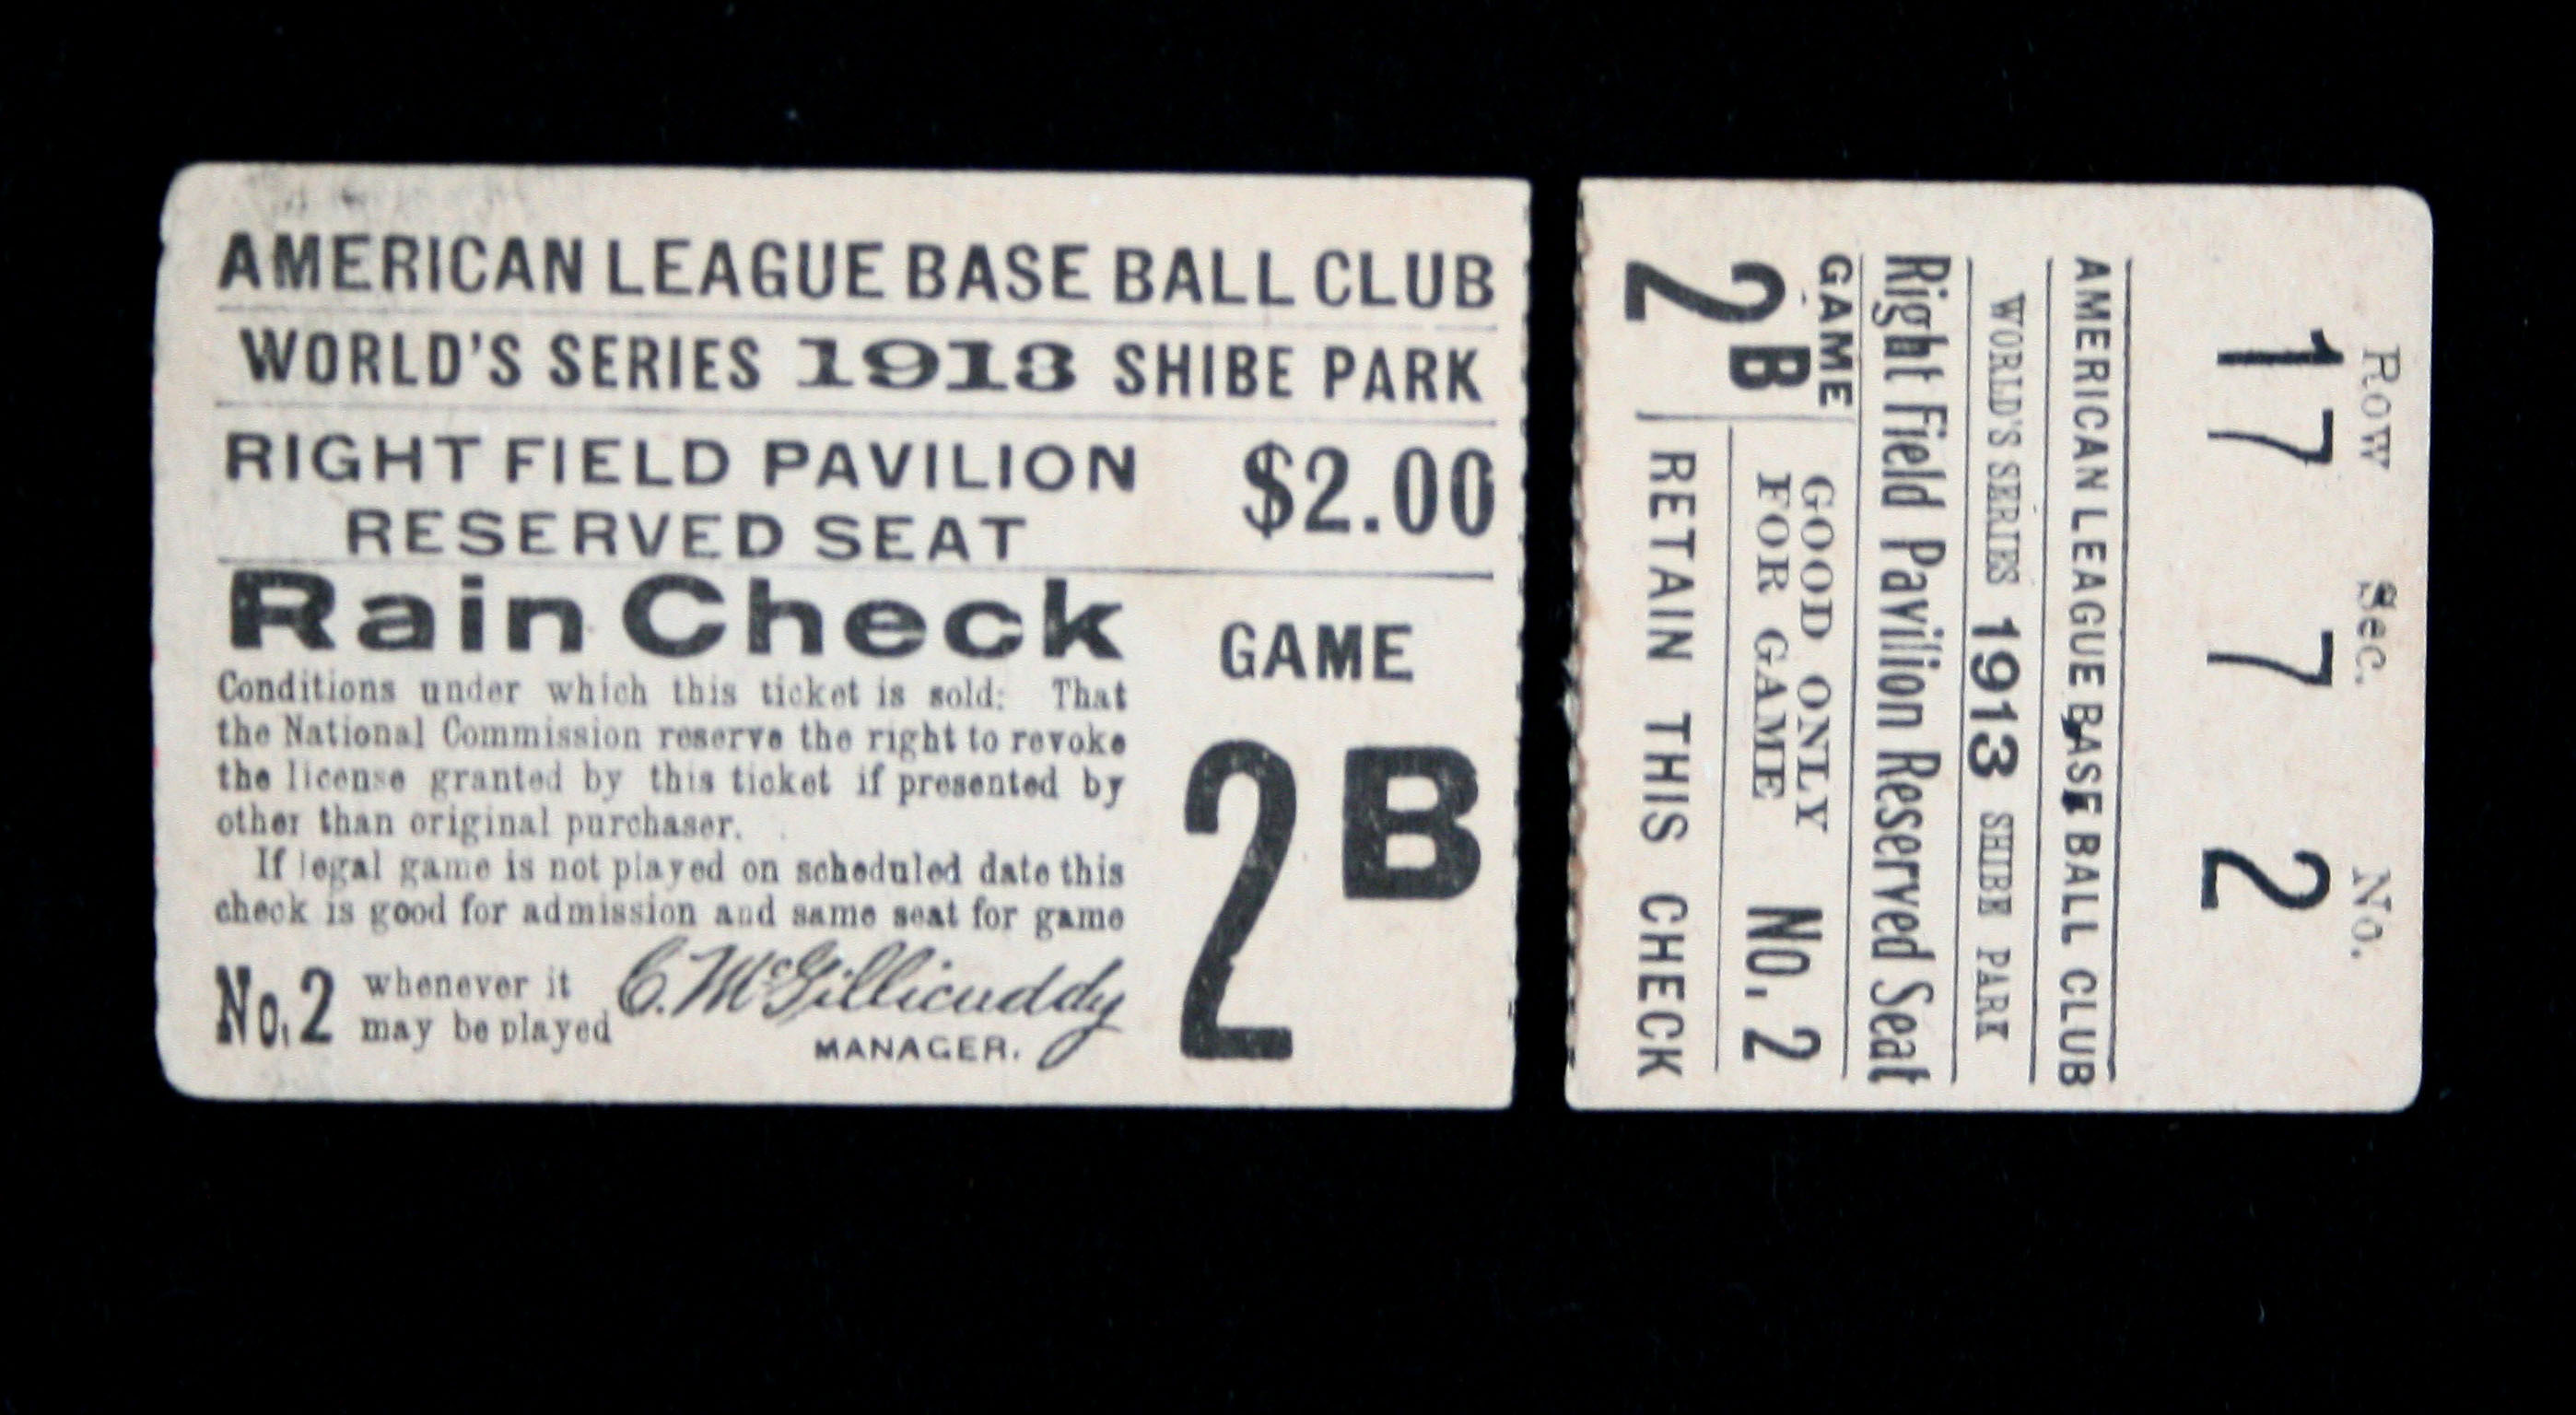 AMERICAN LEAGUE BASE BALL CLUB
WORLD'S SERIES 1913 SHIBE PARK
RIGHT FIELD PAVILION
RESERVED SEAT
$2.00
Rain Check
Conditions under which this ticket is sold: That
the National Commission reserve the right to revoke
the license granted by this ticket if presented by
other than original purchaser.
If legal game is not played on scheduled date this
check is good for admission and same seat for game
No. 2 whenever it
may be played
C. McGillicuddy
MANAGER.
GAME
2B
Row Sec. No.
17 7 2
AMERICAN LEAGUE BASE BALL CLUB
WORLD'S SERIES 1913 SHIBE PARK
Right Field Pavilion Reserved Seat
GAME
2B
GOOD ONLY
FOR GAME
No. 2
2
RETAIN THIS CHECK